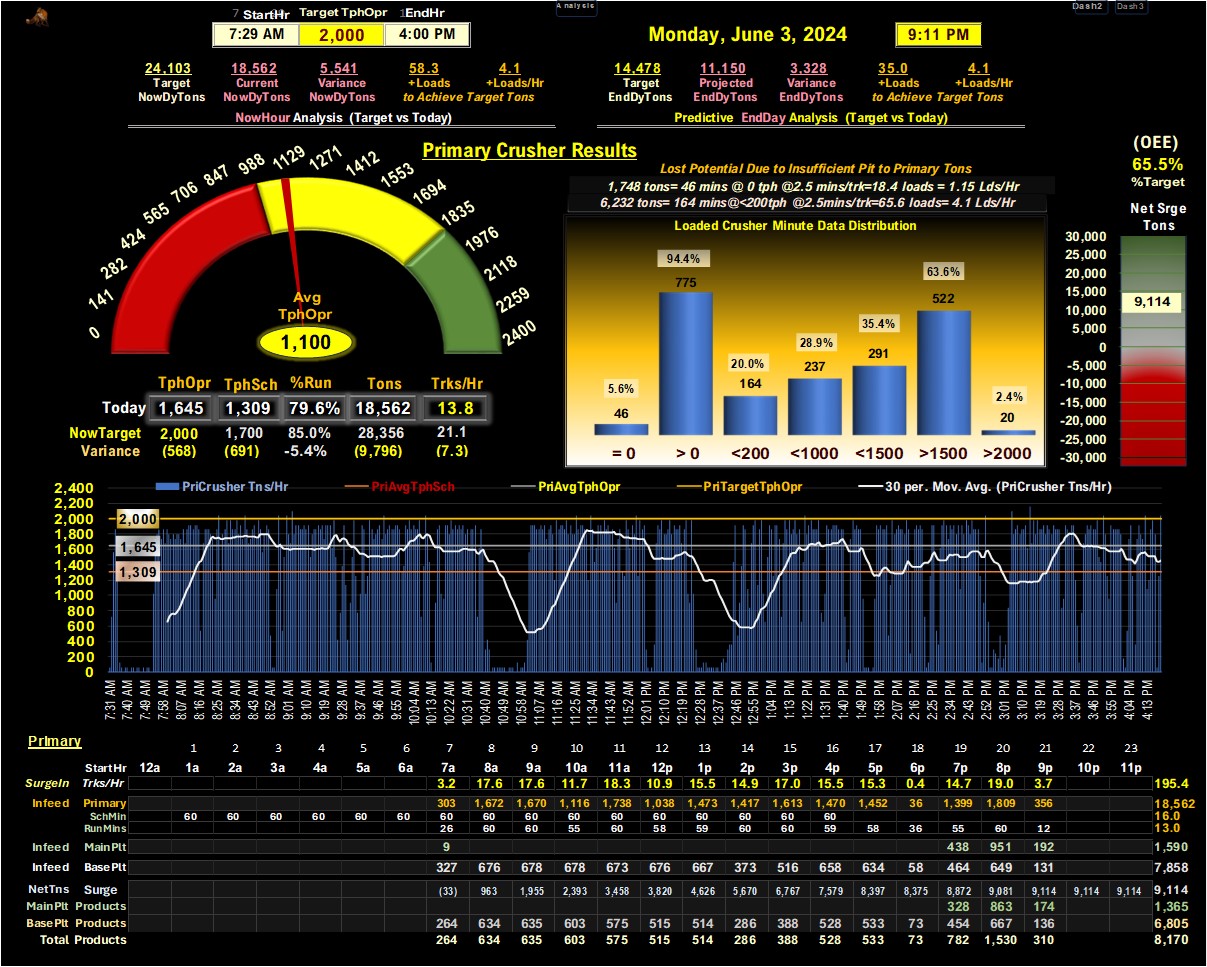 Analysis
Dash2 Dash3
7 StartHr Target TphOpr 1EndHr
7:29 AM 2,000 4:00 PM
Monday, June 3, 2024 9:11 PM
24,103 18,562 5,541 58.3 4.1
Target Current Variance +Loads +Loads/Hr
NowDyTons NowDyTons NowDyTons to Achieve Target Tons
NowHour Analysis (Target vs Today)
14,478 11,150 3,328 35.0 4.1
Target Projected Variance +Loads +Loads/Hr
EndDyTons EndDyTons EndDyTons to Achieve Target Tons
Predictive EndDay Analysis (Target vs Today)
Primary Crusher Results
0 141 282 424 565 706 847 988 1129 1271 1412 1553 1694 1835 1976 2118 2259 2400
Avg
TphOpr
1,100
TphOpr TphSch %Run Tons Trks/Hr
Today 1,645 1,309 79.6% 18,562 13.8
NowTarget 2,000 1,700 85.0% 28,356 21.1
Variance (568) (691) -5.4% (9,796) (7.3)
Lost Potential Due to Insufficient Pit to Primary Tons
1,748 tons= 46 mins @ 0 tph @2.5 mins/trk=18.4 loads = 1.15 Lds/Hr
6,232 tons= 164 mins@<200tph @2.5mins/trk=65.6 loads= 4.1 Lds/Hr
Loaded Crusher Minute Data Distribution
5.6% 94.4% 20.0% 28.9% 35.4% 63.6% 2.4%
46 775 164 237 291 522 20
= 0 > 0 <200 <1000 <1500 >1500 >2000
(OEE)
65.5%
%Target
Net Srge
Tons
30,000
25,000
20,000
15,000
10,000
5,000
0
-5,000
-10,000
-15,000
-20,000
-25,000
-30,000
9,114
PriCrusher Tns/Hr PriAvgTphSch PriAvgTphOpr PriTargetTphOpr 30 per. Mov. Avg. (PriCrusher Tns/Hr)
2,400
2,200
2,000
1,800
1,600
1,400
1,200
1,000
800
600
400
200
0
2,000
1,645
1,309
7:31 AM 7:40 AM 7:49 AM 7:58 AM 8:07 AM 8:16 AM 8:25 AM 8:34 AM 8:43 AM 8:52 AM 9:01 AM 9:10 AM 9:19 AM 9:28 AM 9:37 AM 9:46 AM 9:55 AM 10:04 AM 10:13 AM 10:22 AM 10:31 AM 10:40 AM 10:49 AM 10:58 AM 11:07 AM 11:16 AM 11:25 AM 11:34 AM 11:43 AM 11:52 AM 12:01 PM 12:10 PM 12:19 PM 12:28 PM 12:37 PM 12:46 PM 12:55 PM 1:04 PM 1:13 PM 1:22 PM 1:31 PM 1:40 PM 1:49 PM 1:58 PM 2:07 PM 2:16 PM 2:25 PM 2:34 PM 2:43 PM 2:52 PM 3:01 PM 3:10 PM 3:19 PM 3:28 PM 3:37 PM 3:46 PM 3:55 PM 4:04 PM 4:13 PM
Primary
1 2 3 4 5 6 7 8 9 10 11 12 13 14 15 16 17 18 19 20 21 22 23
StartHr 12a 1a 2a 3a 4a 5a 6a 7a 8a 9a 10a 11a 12p 1p 2p 3p 4p 5p 6p 7p 8p 9p 10p 11p
SurgeIn Trks/Hr 3.2 17.6 17.6 11.7 18.3 10.9 15.5 14.9 17.0 15.5 15.3 0.4 14.7 19.0 3.7 195.4
Infeed Primary 303 1,672 1,670 1,116 1,738 1,038 1,473 1,417 1,613 1,470 1,452 36 1,399 1,809 356 18,562
SchMin 60 60 60 60 60 60 60 60 60 60 60 60 60 60 60 60 16.0
RunMins 26 60 60 55 60 58 59 60 60 59 58 36 55 60 12 13.0
Infeed MainPlt 9 438 951 192 1,590
Infeed BasePlt 327 676 678 678 673 676 667 373 516 658 634 58 464 649 131 7,858
NetTns Surge (33) 963 1,955 2,393 3,458 3,820 4,626 5,670 6,767 7,579 8,397 8,375 8,872 9,081 9,114 9,114 9,114 9,114
MainPlt Products 328 863 174 1,365
BasePlt Products 264 634 635 603 575 515 514 286 388 528 533 73 454 667 136 6,805
Total Products 264 634 635 603 575 515 514 286 388 528 533 73 782 1,530 310 8,170